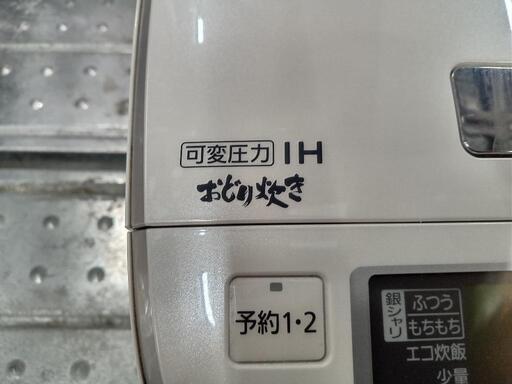 可変圧力 IH
おどり炊き
予約1・2
銀シャリ
ふつう
もちもち
エコ炊飯
少量